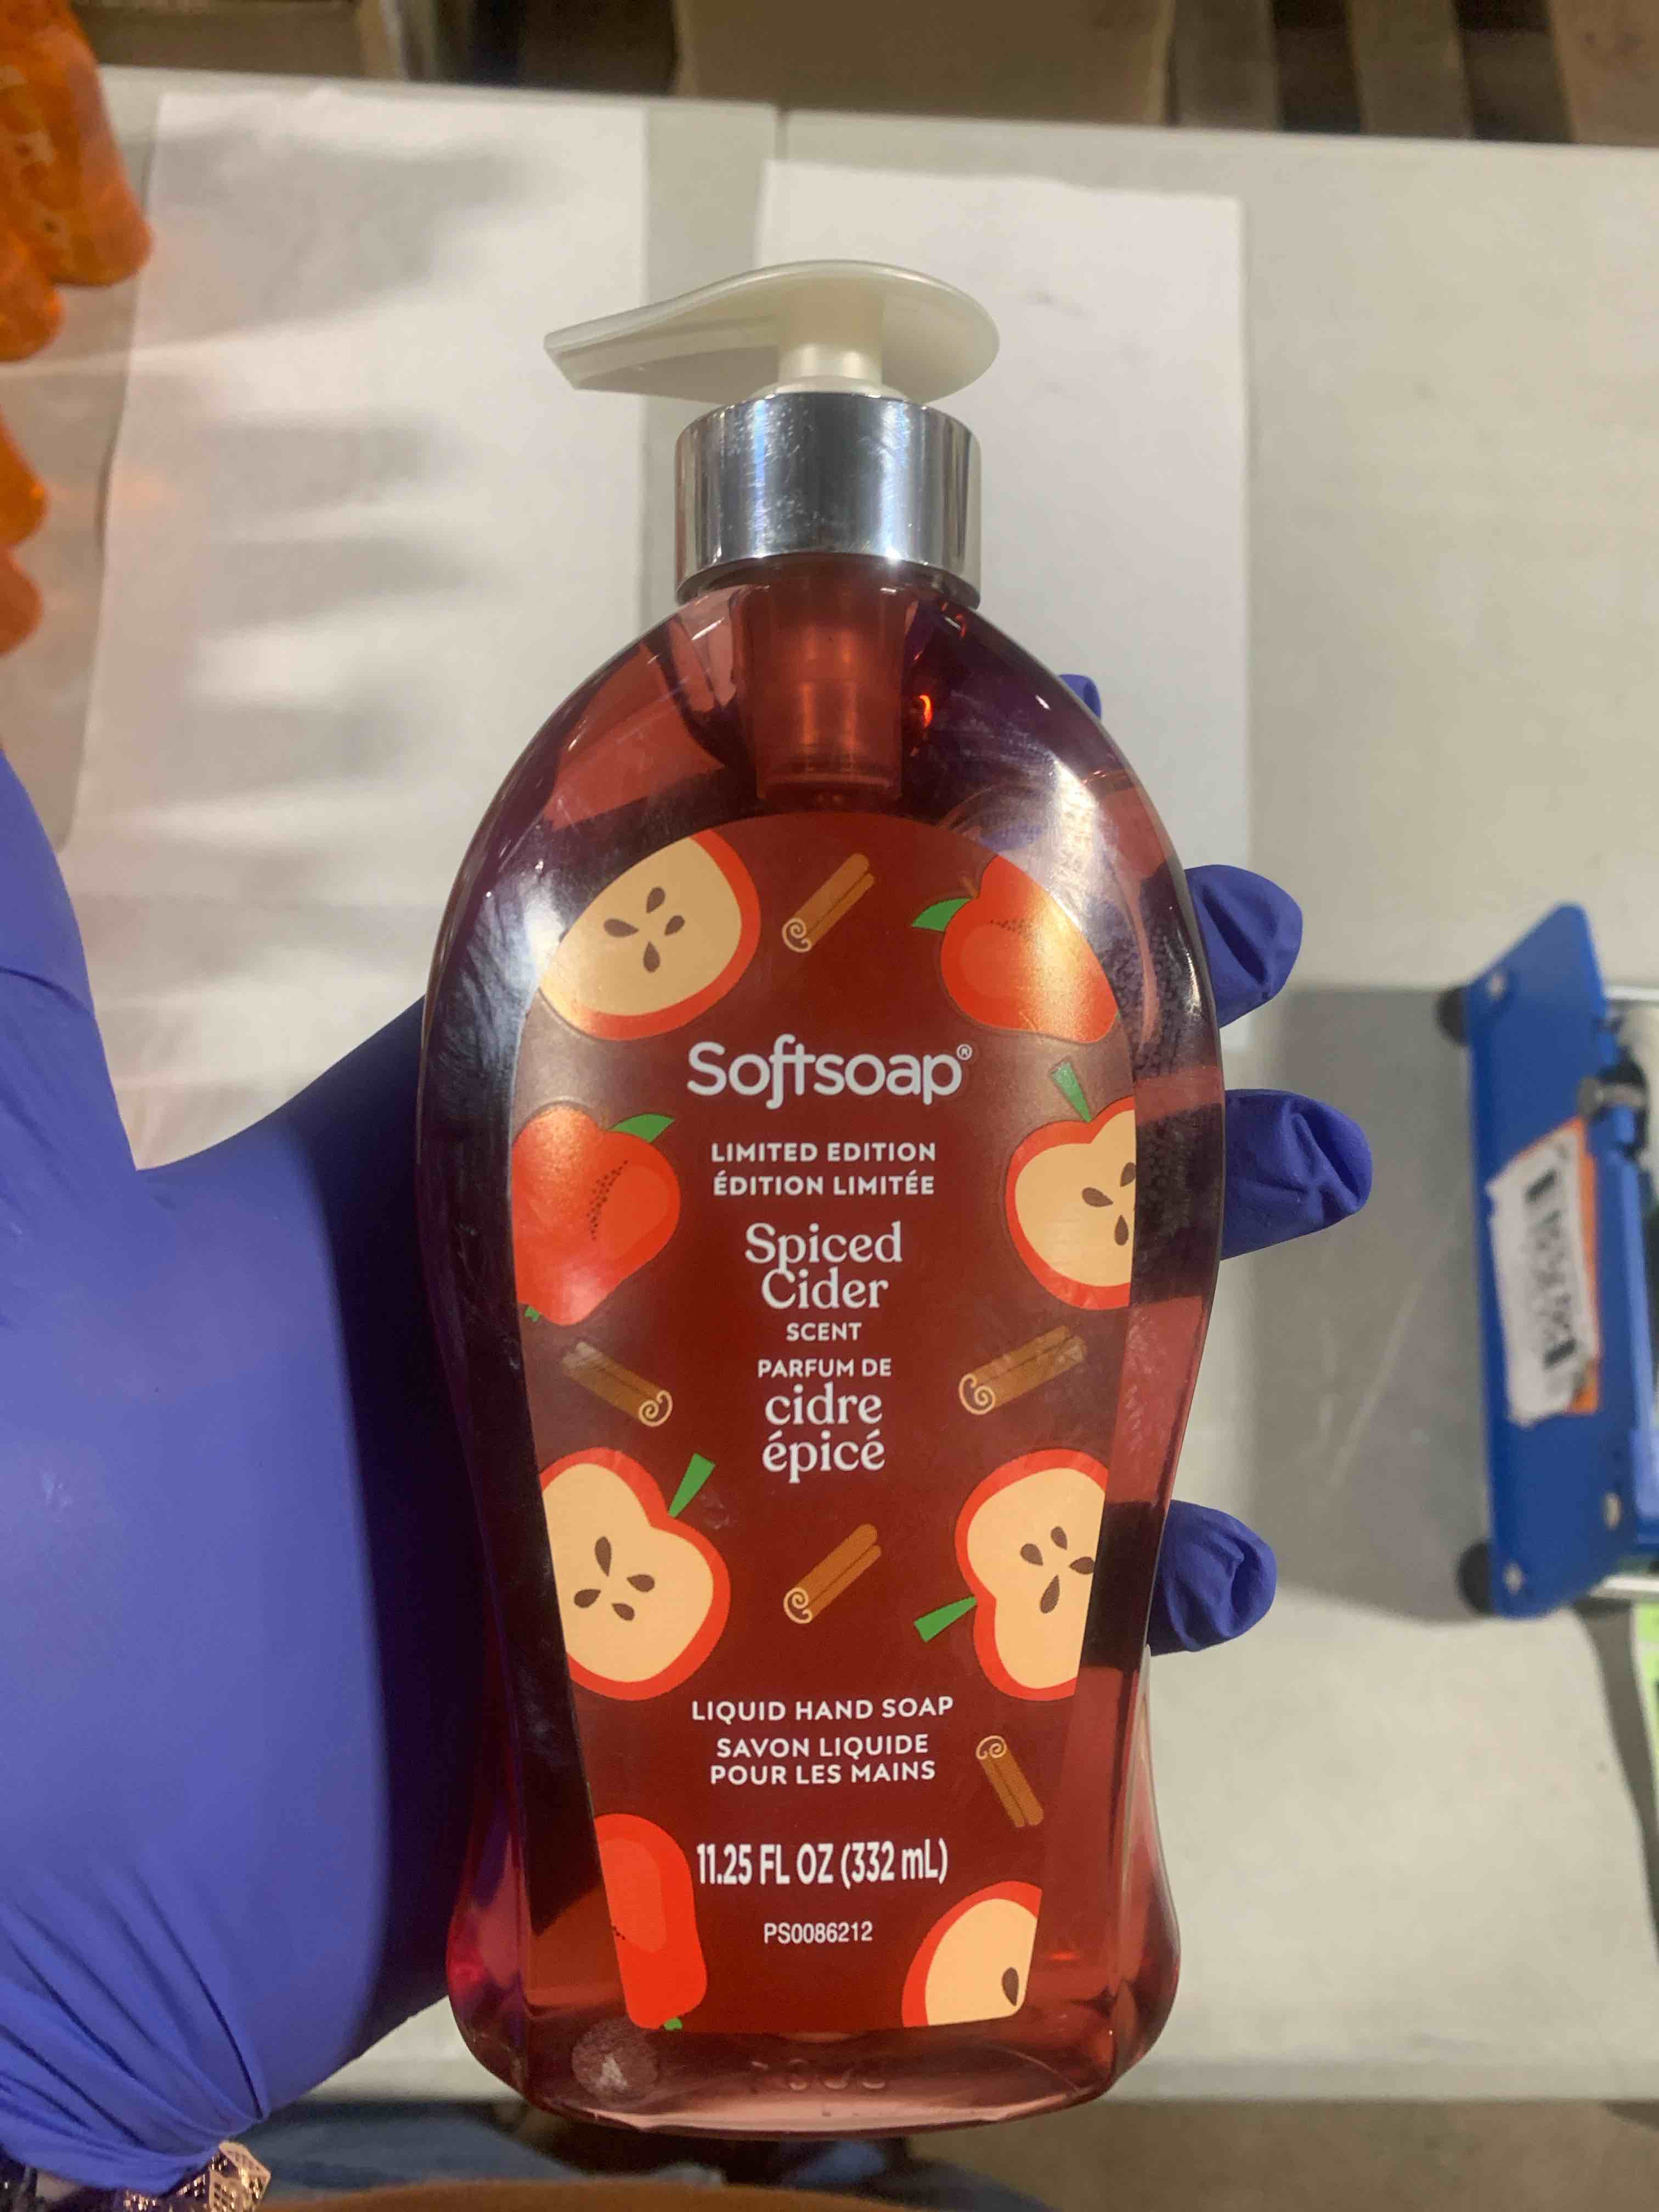 Softsoap®
LIMITED EDITION
ÉDITION LIMITÉE
Spiced
Cider
SCENT
PARFUM DE
cidre
épicé
LIQUID HAND SOAP
SAVON LIQUIDE
POUR LES MAINS
11.25 FL OZ (332 mL)
PS0086212